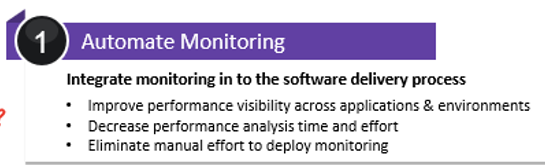 1 Automate Monitoring
Integrate monitoring in to the software delivery process
• Improve performance visibility across applications & environments
• Decrease performance analysis time and effort
• Eliminate manual effort to deploy monitoring
?